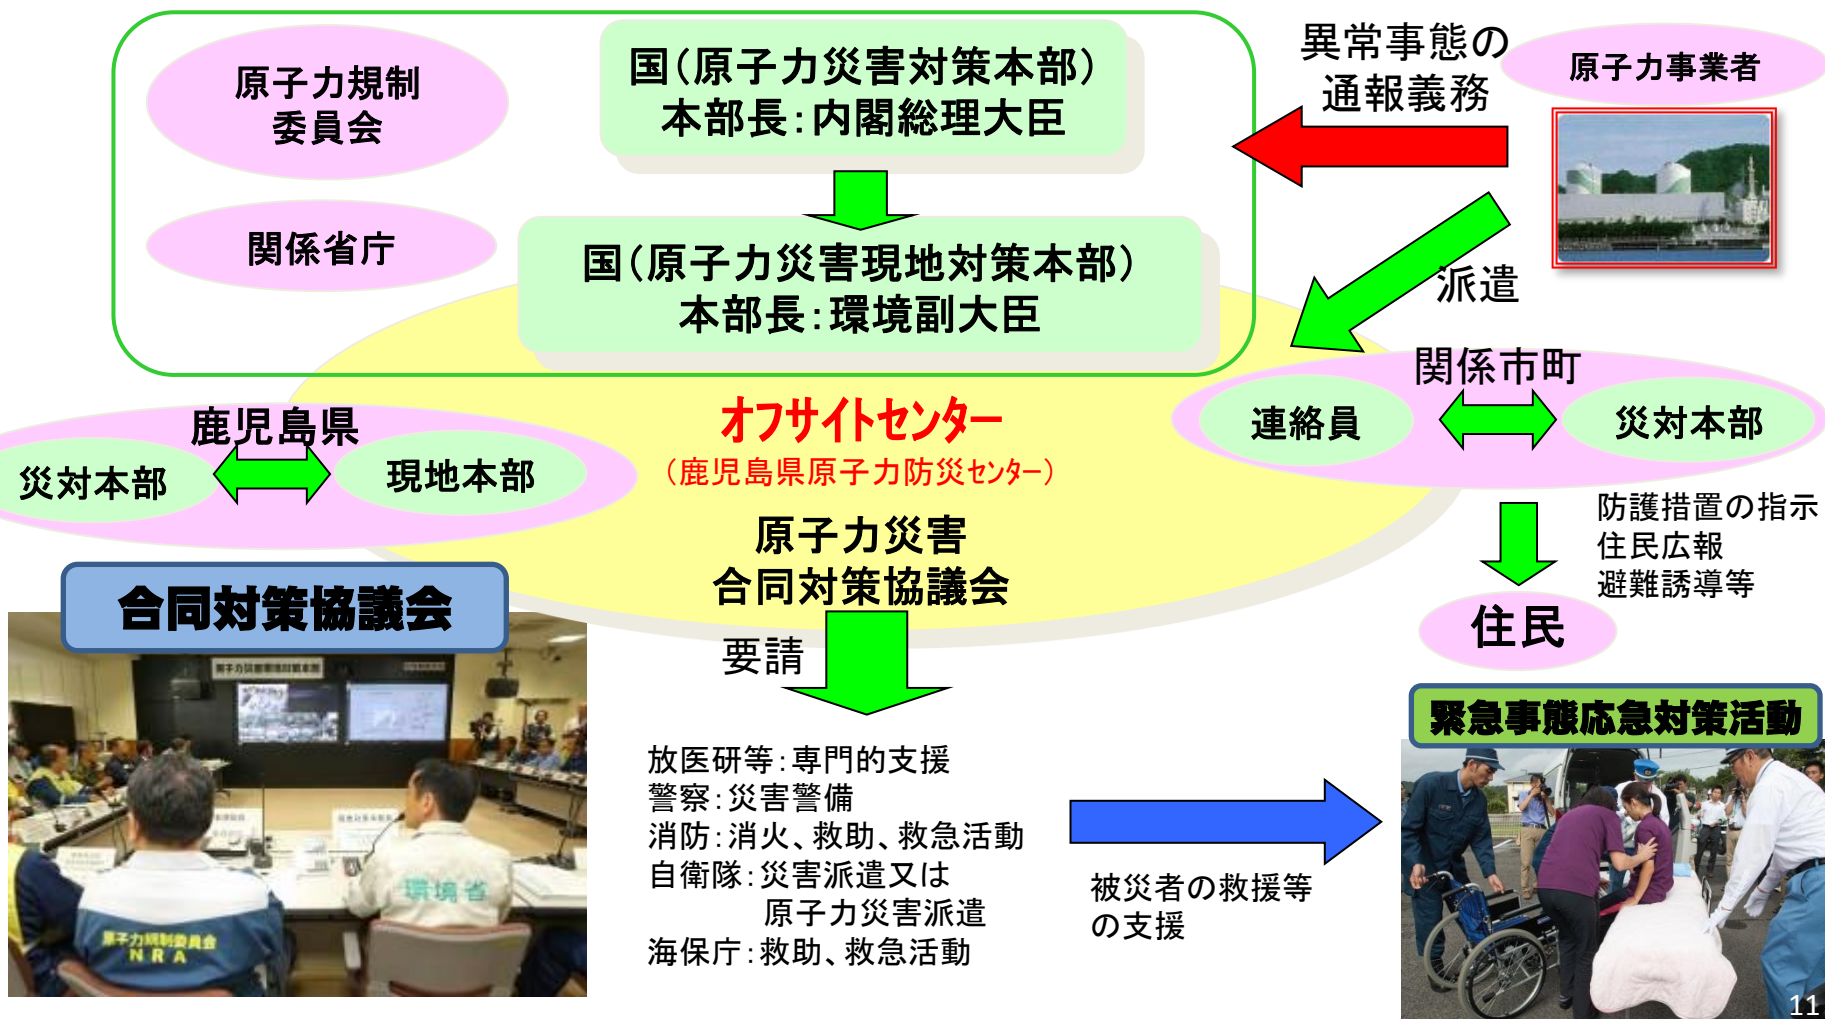 原子力規制
委員会
関係省庁
国（原子力災害対策本部）
本部長：内閣総理大臣
国（原子力災害現地対策本部）
本部長：環境副大臣
異常事態の
通報義務
原子力事業者
派遣
関係市町
連絡員
災対本部
鹿児島県
災対本部
現地本部
オフサイトセンター
（鹿児島県原子力防災センター）
原子力災害
合同対策協議会
防護措置の指示
住民広報
避難誘導等
住民
合同対策協議会
原子力災害現地対策本部
環境省
原子力規制委員会
NRA
要請
放医研等：専門的支援
警察：災害警備
消防：消火、救助、救急活動
自衛隊：災害派遣又は
原子力災害派遣
海保庁：救助、救急活動
被災者の救援等
の支援
緊急事態応急対策活動
11